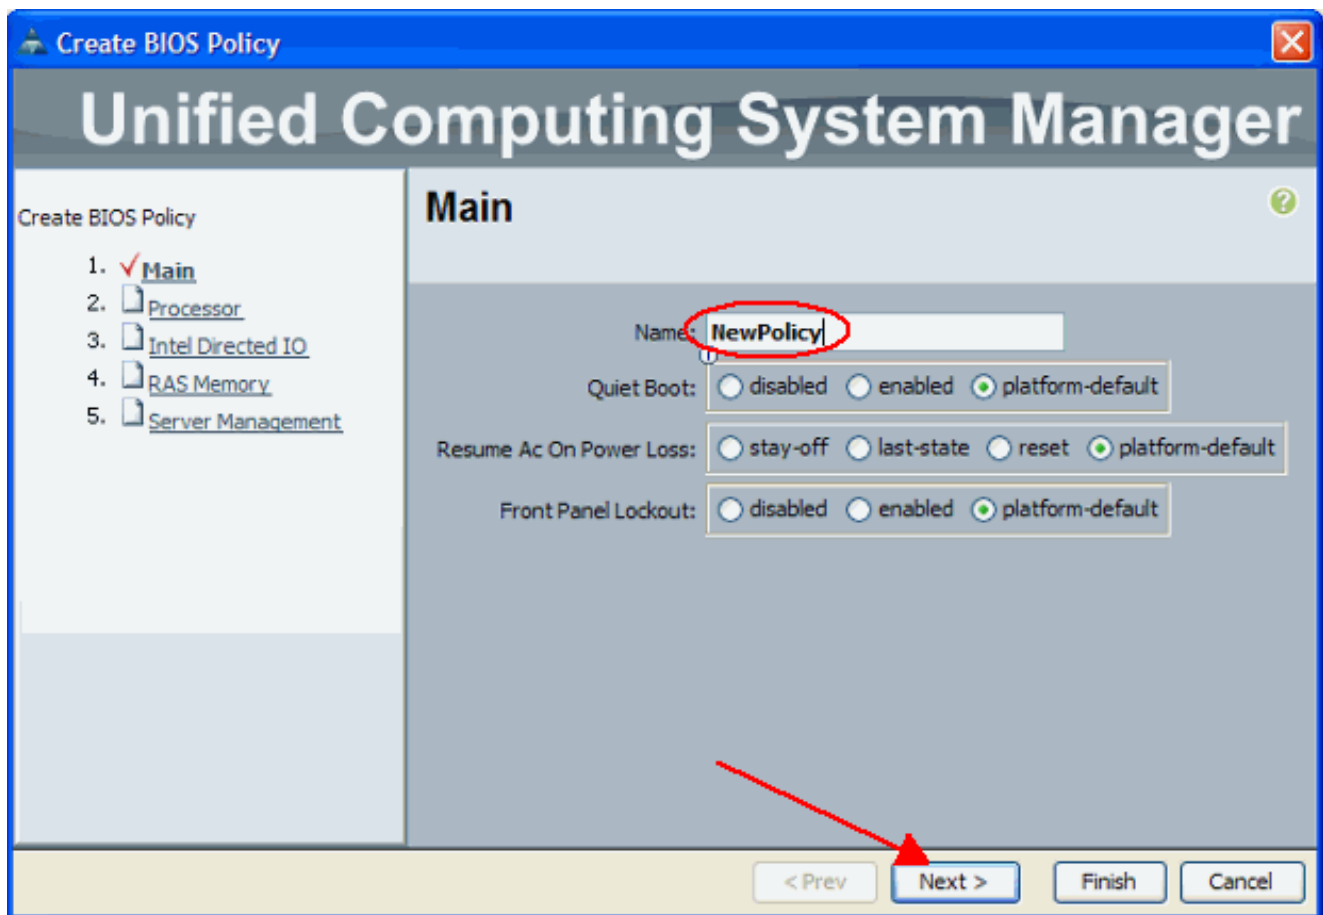 Create BIOS Policy
Unified Computing System Manager
Create BIOS Policy
1. Main
2. Processor
3. Intel Directed IO
4. RAS Memory
5. Server Management
Main
?
Name: NewPolicy
Quiet Boot: disabled enabled platform-default
Resume Ac On Power Loss: stay-off last-state reset platform-default
Front Panel Lockout: disabled enabled platform-default
< Prev Next > Finish Cancel